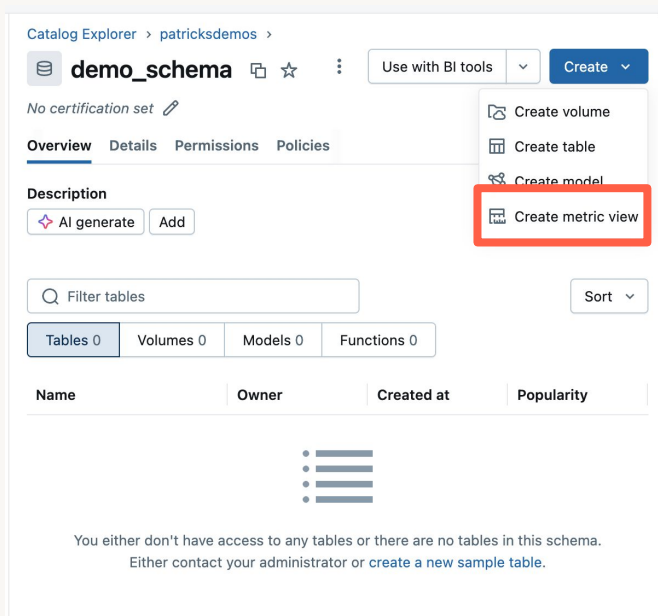 Catalog Explorer > patricksdemos >
demo_schema
Use with BI tools
Create
No certification set
Create volume
Create table
Create model
Create metric view
Overview Details Permissions Policies
Description
AI generate Add
Filter tables
Sort
Tables 0 Volumes 0 Models 0 Functions 0
Name Owner Created at Popularity
You either don't have access to any tables or there are no tables in this schema.
Either contact your administrator or create a new sample table.